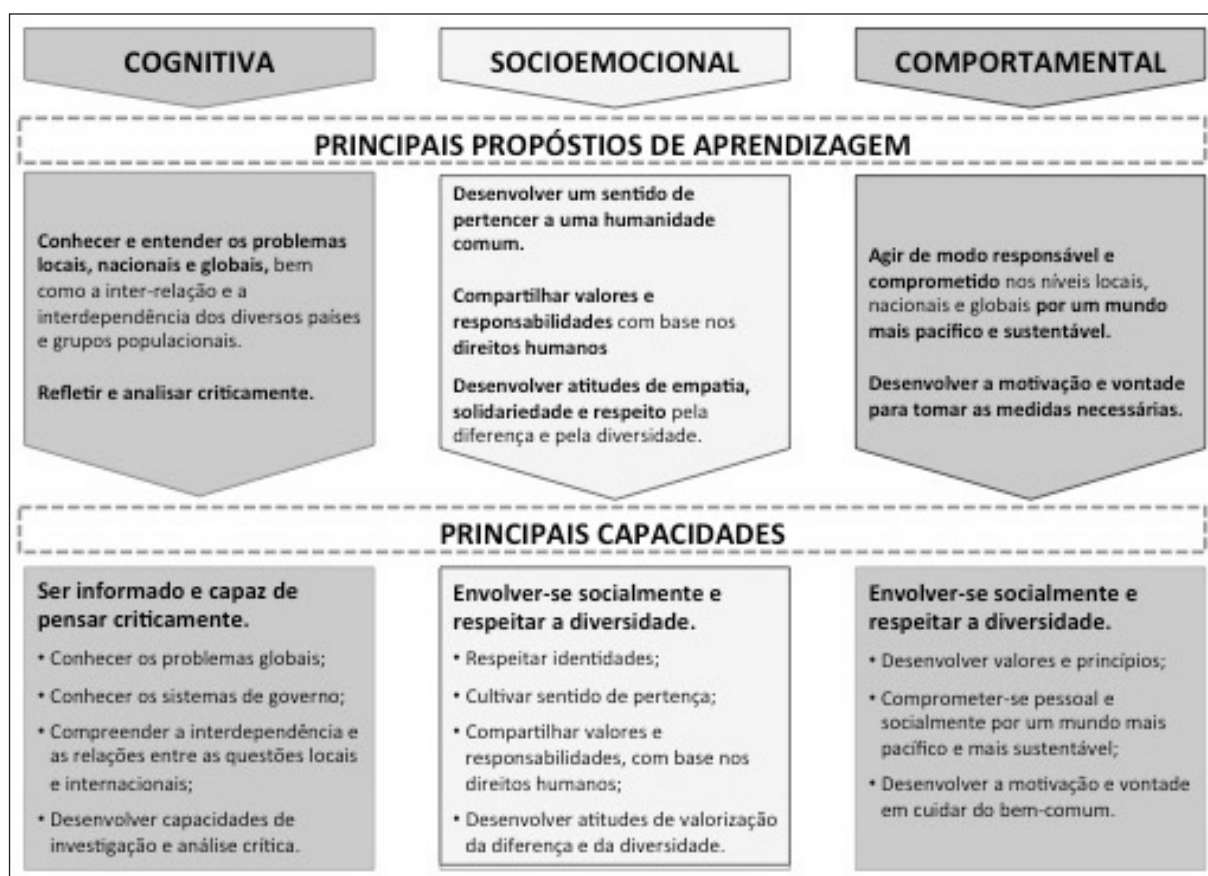 COGNITIVA
SOCIOEMOCIONAL
COMPORTAMENTAL
PRINCIPAIS PROPÓSTIOS DE APRENDIZAGEM
Conhecer e entender os problemas
locais, nacionais e globais, bem
como a inter-relação e a
interdependência dos diversos países
e grupos populacionais.
Refletir e analisar criticamente.
Desenvolver um sentido de
pertencer a uma humanidade
comum.
Compartilhar valores e
responsabilidades com base nos
direitos humanos
Desenvolver atitudes de empatia,
solidariedade e respeito pela
diferença e pela diversidade.
Agir de modo responsável e
comprometido nos níveis locais,
nacionais e globais por um mundo
mais pacífico e sustentável.
Desenvolver a motivação e vontade
para tomar as medidas necessárias.
PRINCIPAIS CAPACIDADES
Ser informado e capaz de
pensar criticamente.
• Conhecer os problemas globais;
• Conhecer os sistemas de governo;
• Compreender a interdependência e
as relações entre as questões locais
e internacionais;
• Desenvolver capacidades de
investigação e análise crítica.
Envolver-se socialmente e
respeitar a diversidade.
• Respeitar identidades;
• Cultivar sentido de pertença;
• Compartilhar valores e
responsabilidades, com base nos
direitos humanos;
• Desenvolver atitudes de valorização
da diferença e da diversidade.
Envolver-se socialmente e
respeitar a diversidade.
• Desenvolver valores e princípios;
• Comprometer-se pessoal e
socialmente por um mundo mais
pacífico e mais sustentável;
• Desenvolver a motivação e vontade
em cuidar do bem-comum.